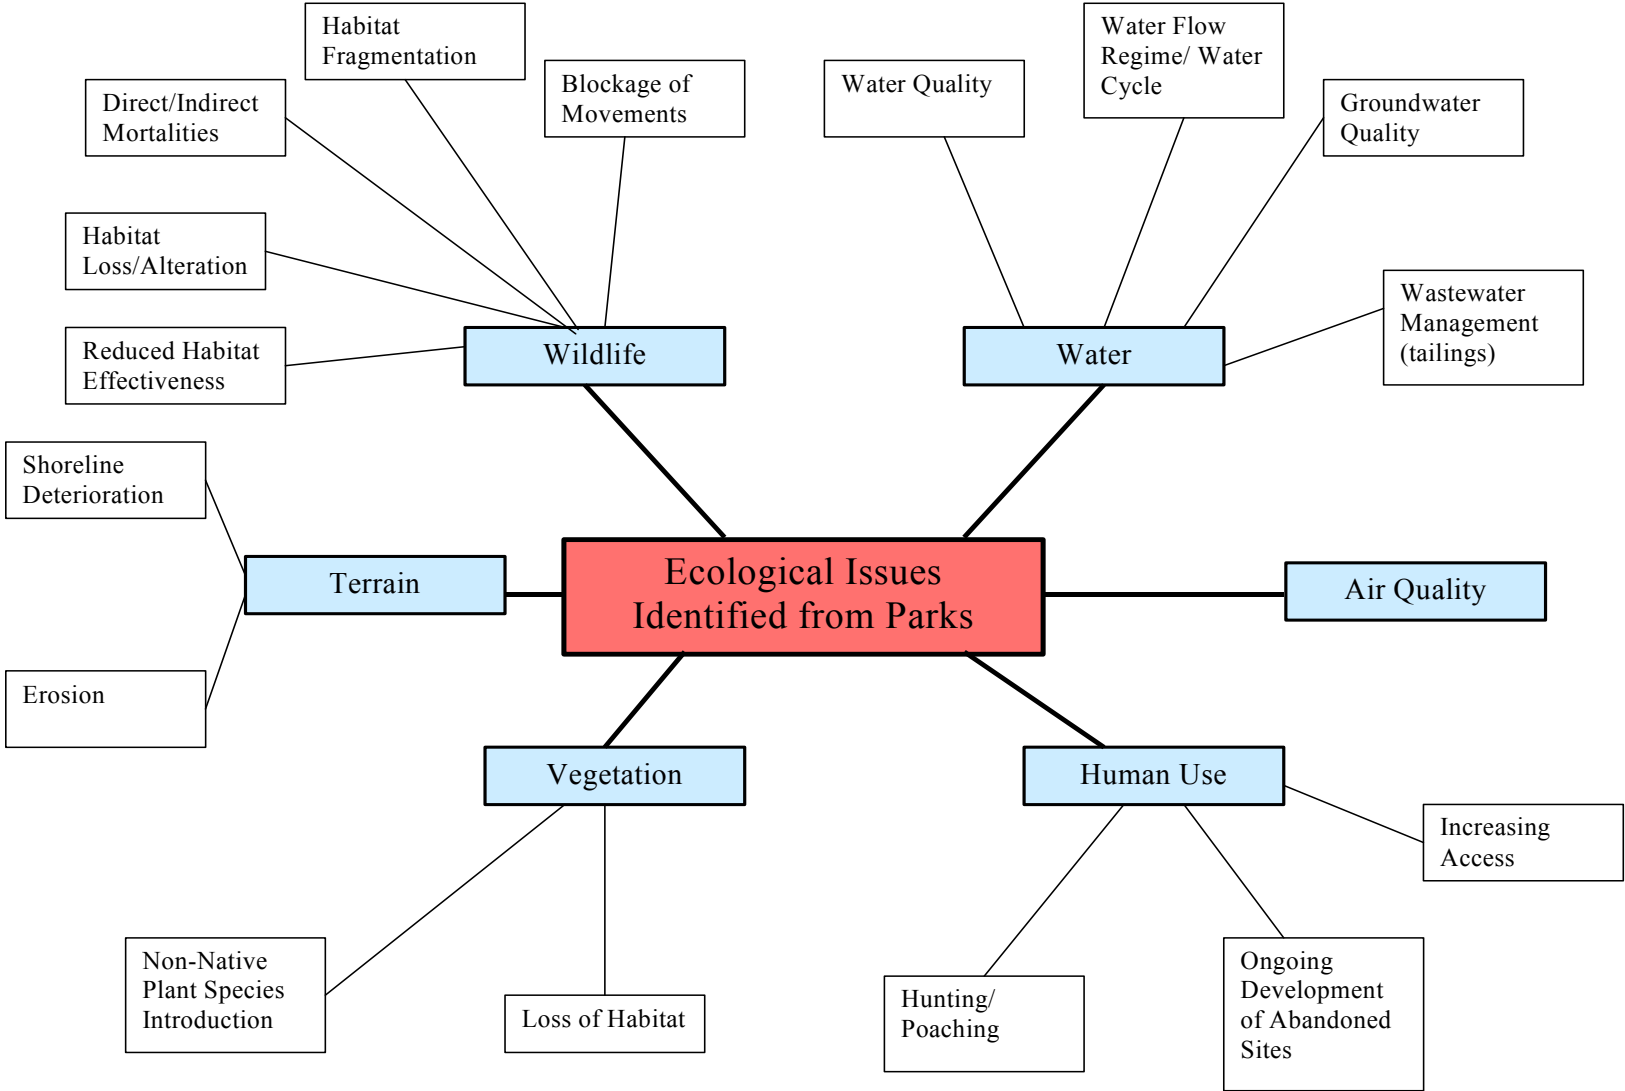 Habitat
Fragmentation
Water Flow
Regime/ Water
Cycle
Blockage of
Movements
Water Quality
Direct/Indirect
Mortalities
Groundwater
Quality
Habitat
Loss/Alteration
Wastewater
Management
(tailings)
Reduced Habitat
Effectiveness
Wildlife
Water
Shoreline
Deterioration
Terrain
Ecological Issues
Identified from Parks
Air Quality
Erosion
Vegetation
Human Use
Increasing
Access
Non-Native
Plant Species
Introduction
Loss of Habitat
Hunting/
Poaching
Ongoing
Development
of Abandoned
Sites